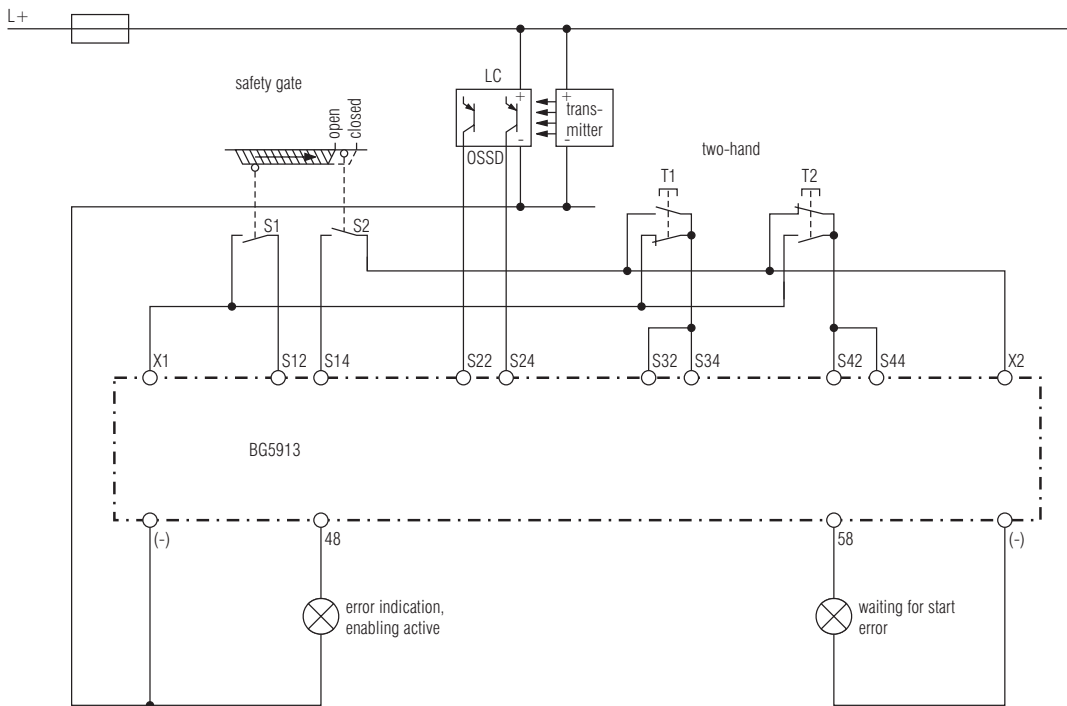 L+
LC
safety gate
open
closed
+
+
trans-
mitter
-
-
OSSD
two-hand
T1
T2
S1
S2
X1
S12
S14
S22
S24
S32
S34
S42
S44
X2
BG5913
(-)
48
58
(-)
error indication,
enabling active
waiting for start
error